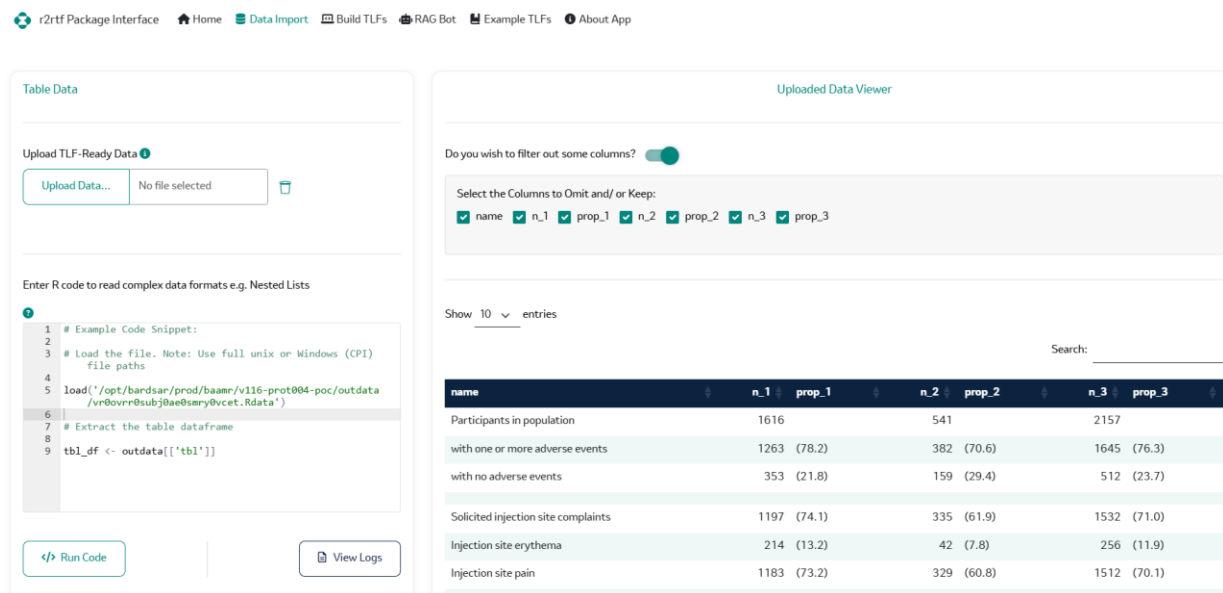 r2rtf Package Interface Home Data Import Build TLFs RAG Bot Example TLFs About App
Table Data
Upload TLF-Ready Data
Upload Data... No file selected
Enter R code to read complex data formats e.g. Nested Lists
1 # Example Code Snippet:
2
3 # Load the file. Note: Use full unix or Windows (CPI)
file paths
4
5 load('/opt/bardsar/prod/baamr/v116-prot004-poc/outdata
/vr0ovrr0subj0ae0smry0vcet.Rdata')
6
7 # Extract the table dataframe
8
9 tbl_df <- outdata[['tbl']]
</> Run Code View Logs
Uploaded Data Viewer
Do you wish to filter out some columns?
Select the Columns to Omit and/ or Keep:
name n_1 prop_1 n_2 prop_2 n_3 prop_3
Show 10 entries
Search:
name n_1 prop_1 n_2 prop_2 n_3 prop_3
Participants in population 1616 541 2157
with one or more adverse events 1263 (78.2) 382 (70.6) 1645 (76.3)
with no adverse events 353 (21.8) 159 (29.4) 512 (23.7)
Solicited injection site complaints 1197 (74.1) 335 (61.9) 1532 (71.0)
Injection site erythema 214 (13.2) 42 (7.8) 256 (11.9)
Injection site pain 1183 (73.2) 329 (60.8) 1512 (70.1)